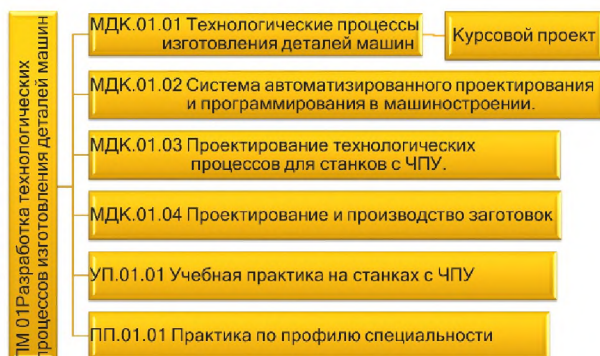 ПМ 01Разработка технологических
процессов изготовления деталей машин
МДК.01.01 Технологические процессы
изготовления деталей машин
Курсовой проект
МДК.01.02 Система автоматизированного проектирования
и программирования в машиностроении.
МДК.01.03 Проектирование технологических
процессов для станков с ЧПУ.
МДК.01.04 Проектирование и производство заготовок
УП.01.01 Учебная практика на станках с ЧПУ
ПП.01.01 Практика по профилю специальности